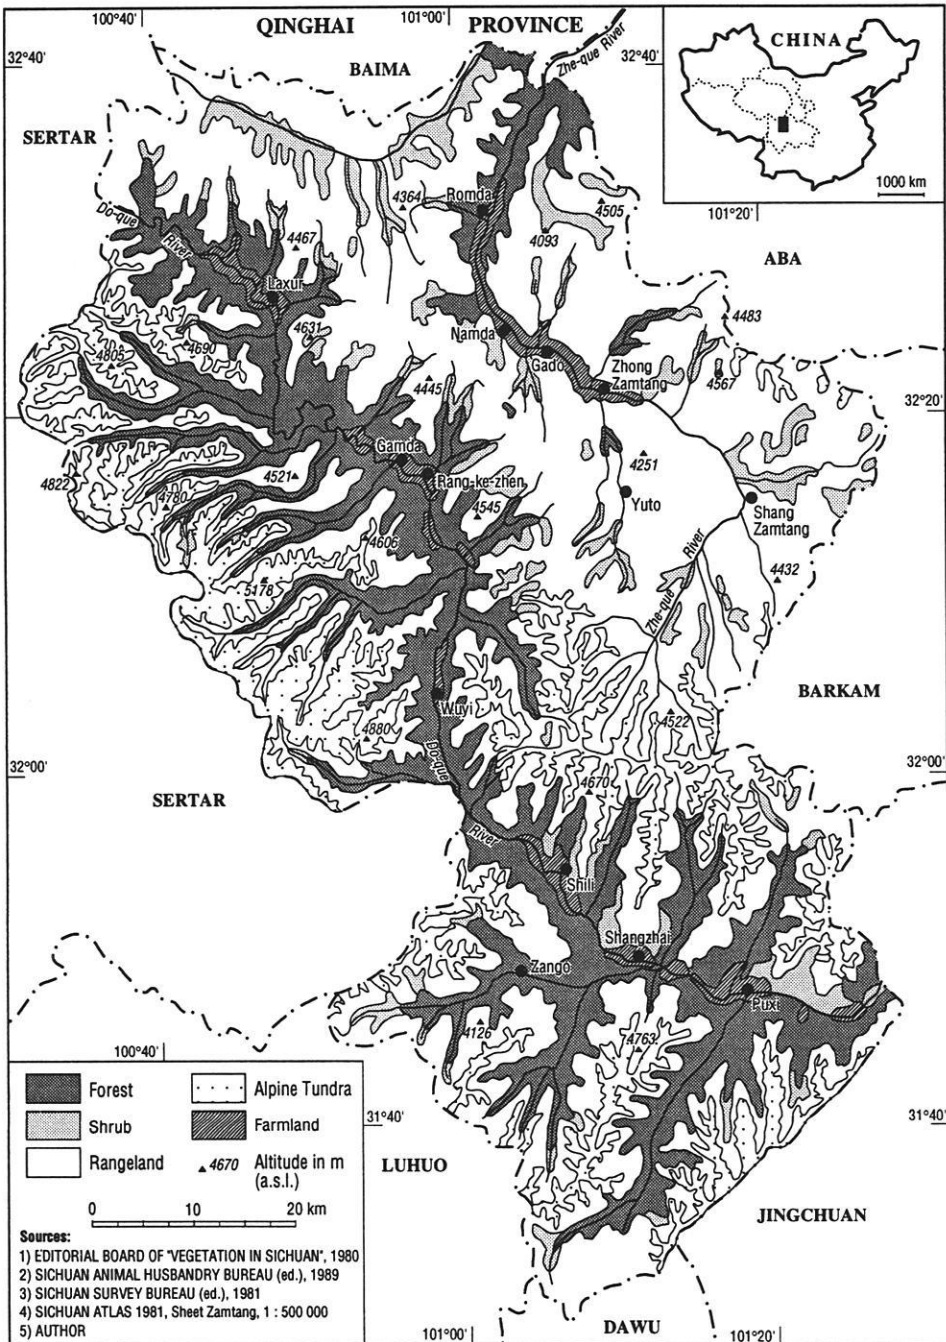 100°40'
QINGHAI
101°00'
PROVINCE
CHINA
1000 km
32°40'
BAIMA
Zhe-que River
32°40'
SERTAR
101°20'
Do-que
River
4467
4364
Romda
4505
4093
ABA
Laxur
4631
4690
4805
Namda
Gado
Zhong
Zamtang
4483
4567
4445
32°20'
Gamda
Rang-ke-zhen
4822
4780
4521
4545
4251
Yuto
Shang
Zamtang
4606
4432
5178
Zhe-que
River
Wuyi
BARKAM
4522
4880
Do-que
32°00'
32°00'
SERTAR
4670
River
Shili
Shangzhai
Zango
Puxi
4126
4763
100°40'
Forest
Alpine Tundra
Shrub
Farmland
Rangeland
4670
Altitude in m
(a.s.l.)
0 10 20 km
31°40'
31°40'
LUHUO
JINGCHUAN
Sources:
1) EDITORIAL BOARD OF "VEGETATION IN SICHUAN", 1980
2) SICHUAN ANIMAL HUSBANDRY BUREAU (ed.), 1989
3) SICHUAN SURVEY BUREAU (ed.), 1981
4) SICHUAN ATLAS 1981, Sheet Zamtang, 1 : 500 000
5) AUTHOR
101°00'
DAWU
101°20'